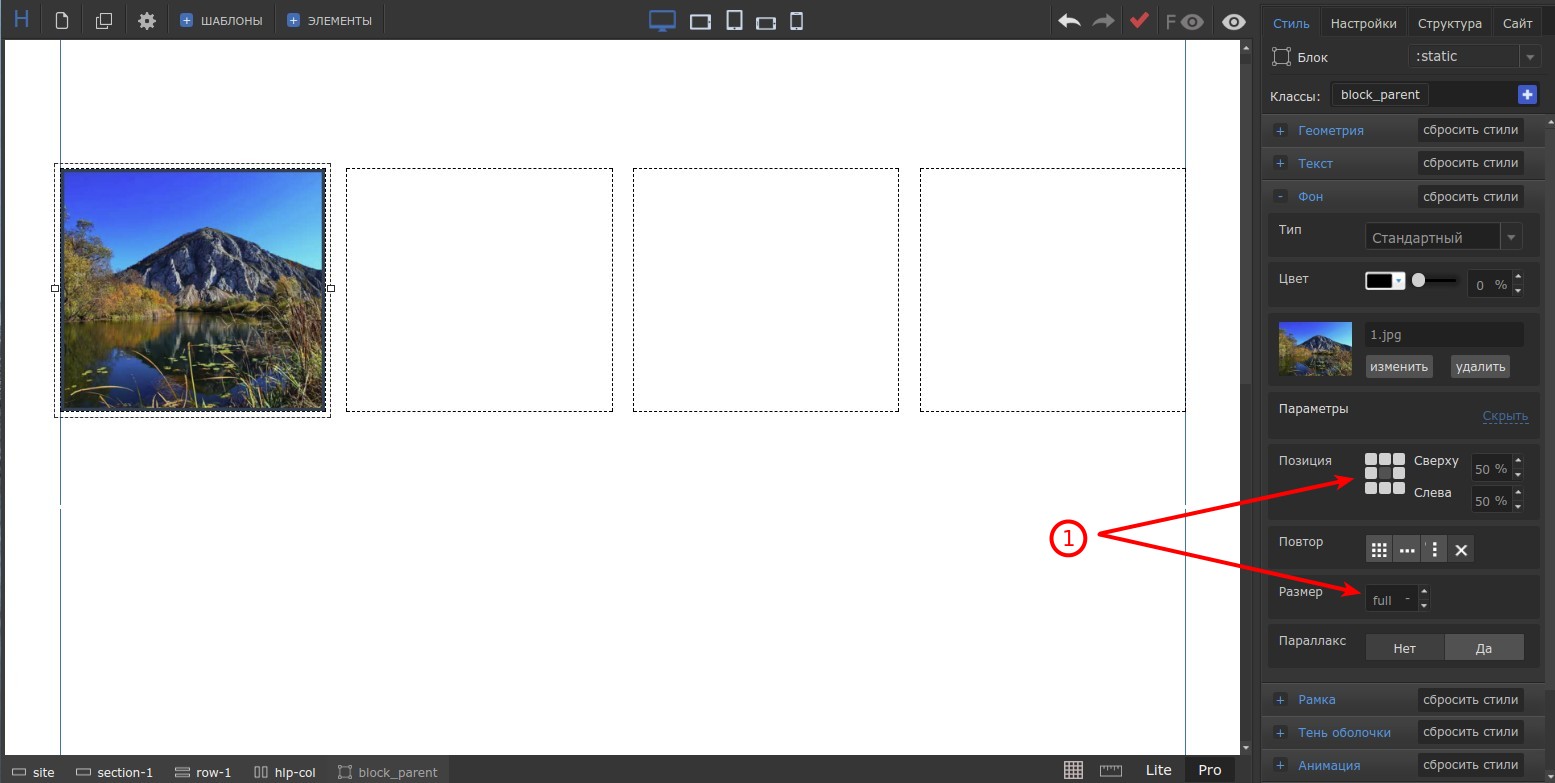 H + ШАБЛОНЫ + ЭЛЕМЕНТЫ F
Стиль Настройки Структура Сайт
Блок :static
Классы: block_parent +
+ Геометрия сбросить стили
+ Текст сбросить стили
- Фон сбросить стили
Тип Стандартный
Цвет 0 %
1.jpg
изменить удалить
Параметры Скрыть
Позиция Сверху 50 %
Слева 50 %
1
Повтор
Размер full -
Параллакс Нет Да
+ Рамка сбросить стили
+ Тень оболочки сбросить стили
+ Анимация сбросить стили
site section-1 row-1 hlp-col block_parent Lite Pro